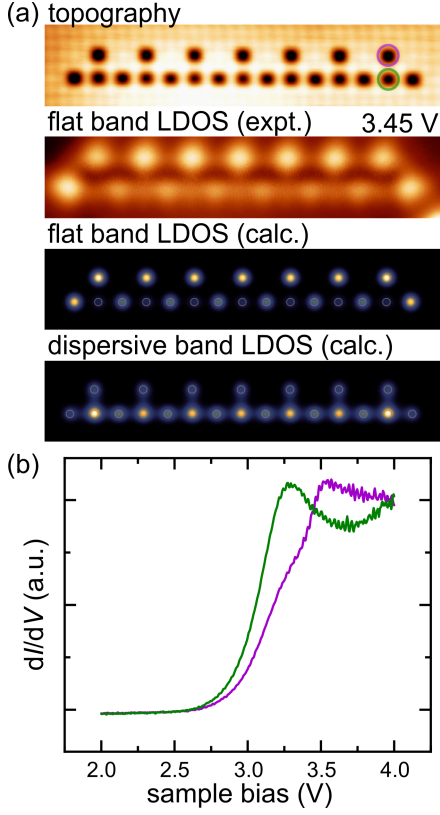 (a) topography
flat band LDOS (expt.) 3.45 V
flat band LDOS (calc.)
dispersive band LDOS (calc.)
(b)
dI/dV (a.u.)
2.0 2.5 3.0 3.5 4.0
sample bias (V)